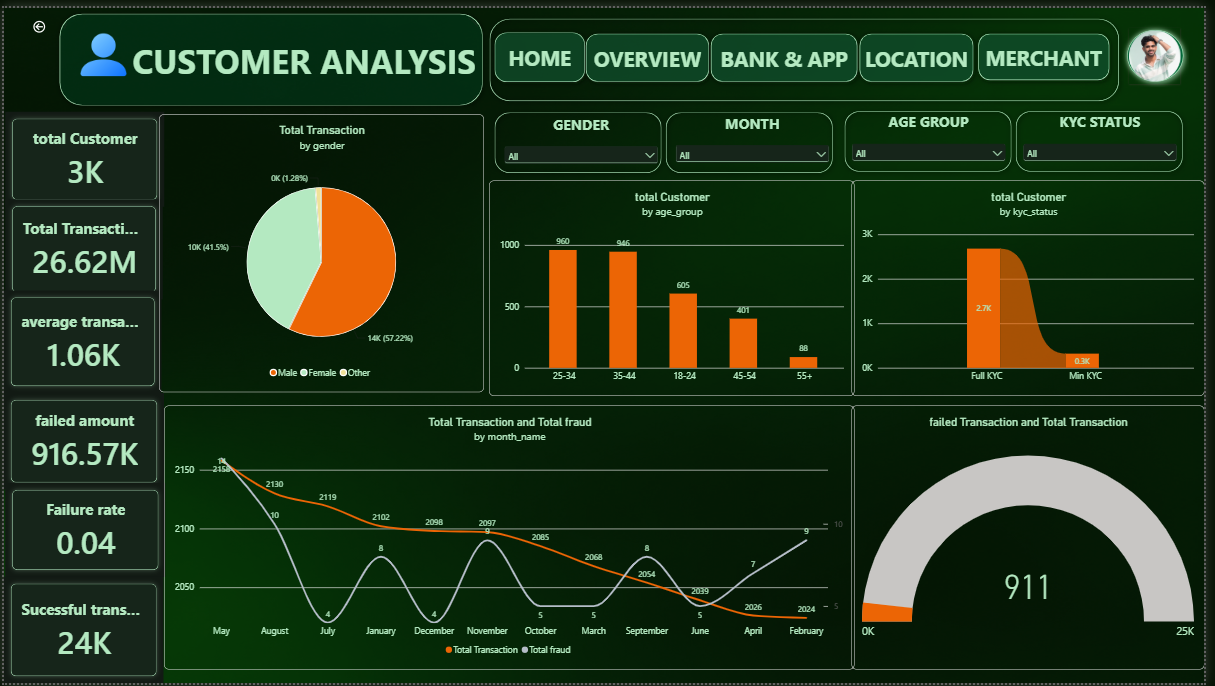 CUSTOMER ANALYSIS
HOME
OVERVIEW
BANK & APP
LOCATION
MERCHANT
total Customer
3K
Total Transacti...
26.62M
average transa...
1.06K
failed amount
916.57K
Failure rate
0.04
Sucessful trans...
24K
Total Transaction
by gender
0K (1.28%)
10K (41.5%)
14K (57.22%)
Male Female Other
GENDER
All
MONTH
All
AGE GROUP
All
KYC STATUS
All
total Customer
by age_group
1000
500
0
960
946
605
401
88
25-34 35-44 18-24 45-54 55+
total Customer
by kyc_status
3K
2K
1K
0K
2.7K
0.3K
Full KYC Min KYC
Total Transaction and Total fraud
by month_name
2150
2100
2050
14
2158
2130
2119
2102
2098
2097
2085
2068
2054
2039
2026
2024
10
4
8
4
9
5
5
8
5
7
9
10
5
May August July January December November October March September June April February
Total Transaction Total fraud
failed Transaction and Total Transaction
911
0K 25K